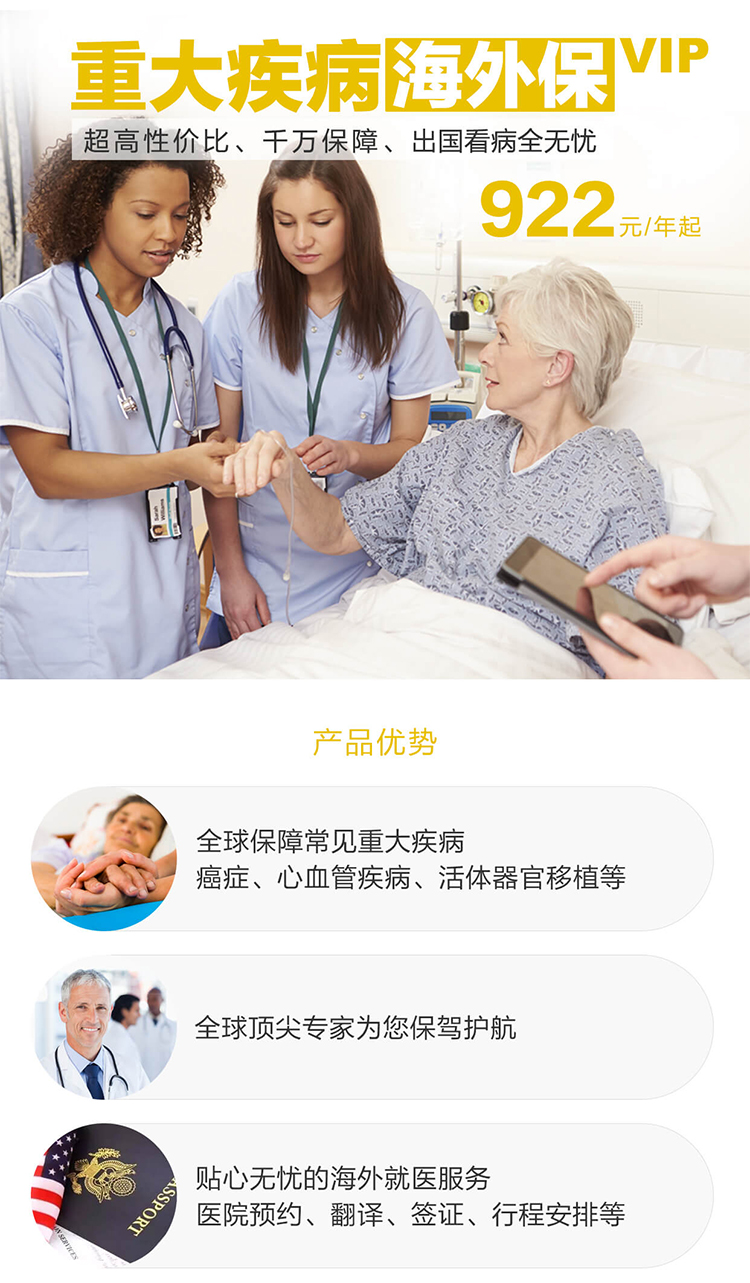 重大疾病海外保VIP
超高性价比、千万保障、出国看病全无忧
922元/年起
Sarah
Williams
产品优势
全球保障常见重大疾病
癌症、心血管疾病、活体器官移植等
全球顶尖专家为您保驾护航
贴心无忧的海外就医服务
医院预约、翻译、签证、行程安排等
ASSPORT